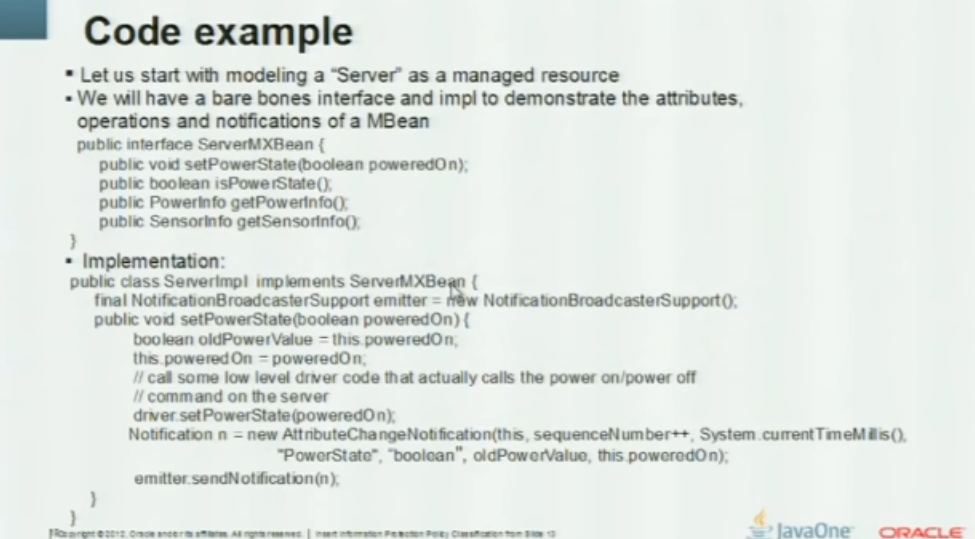 Code example
▪ Let us start with modeling a "Server" as a managed resource
▪ We will have a bare bones interface and impl to demonstrate the attributes,
operations and notifications of a MBean
public interface ServerMXBean {
public void setPowerState(boolean poweredOn);
public boolean isPowerState();
public PowerInfo getPowerInfo();
public SensorInfo getSensorInfo();
}
▪ Implementation:
public class ServerImpl implements ServerMXBean {
final NotificationBroadcasterSupport emitter = new NotificationBroadcasterSupport();
public void setPowerState(boolean poweredOn) {
boolean oldPowerValue = this.poweredOn;
this.poweredOn = poweredOn;
// call some low level driver code that actually calls the power on/power off
// command on the server
driver.setPowerState(poweredOn);
Notification n = new AttributeChangeNotification(this, sequenceNumber++, System.currentTimeMillis(),
"PowerState", "boolean", oldPowerValue, this.poweredOn);
emitter.sendNotification(n);
}
}
Copyright © 2012, Oracle and/or its affiliates. All rights reserved. | Insert Information Protection Policy Classification from Slide 13
JavaOne
ORACLE